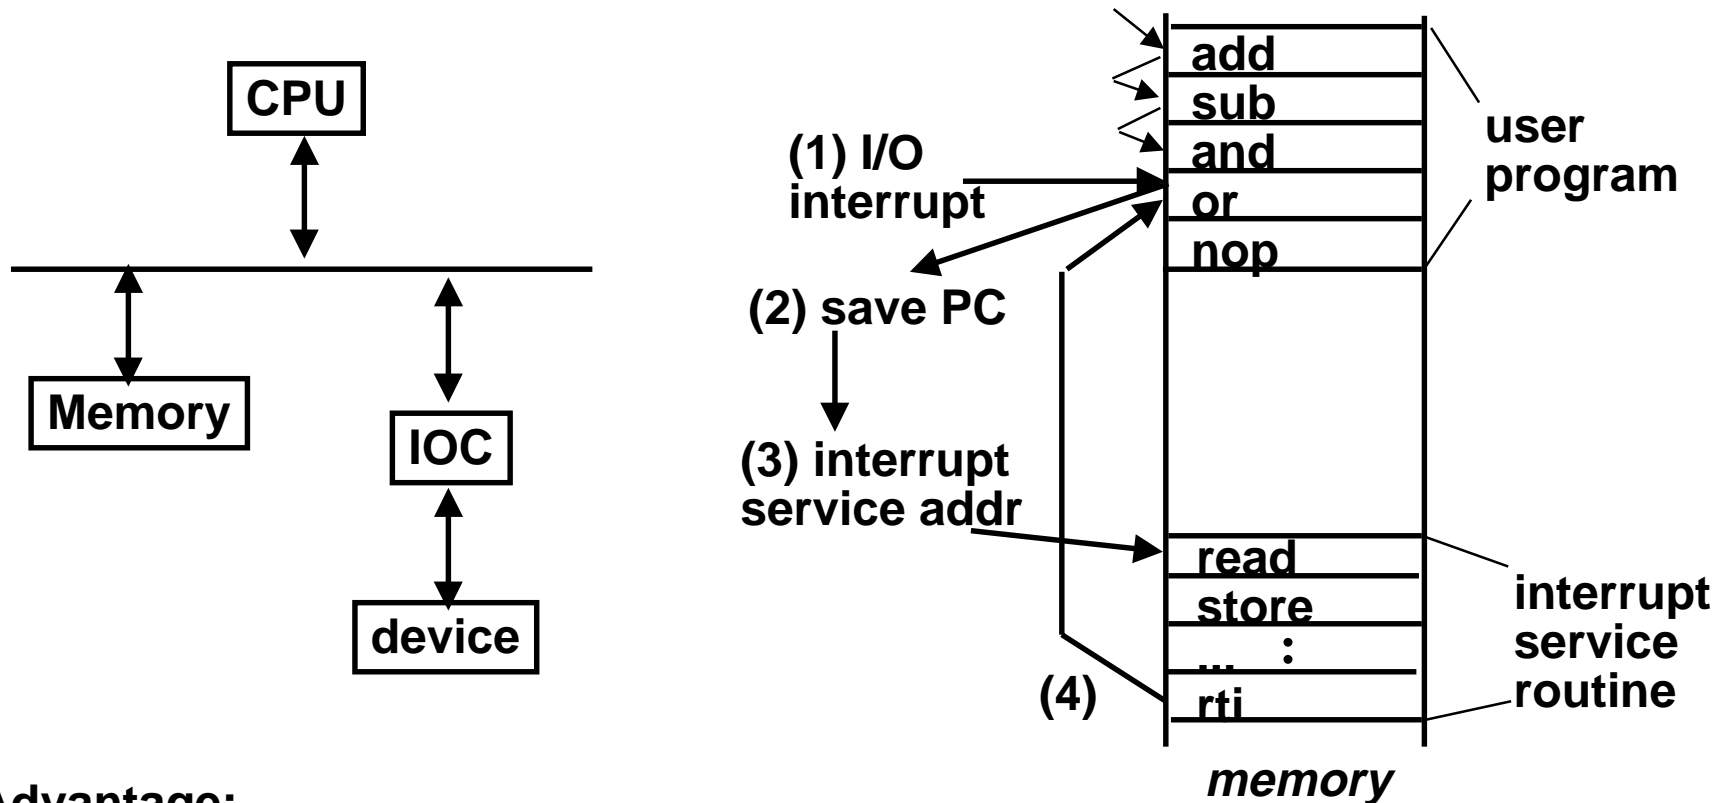 CPU
Memory
IOC
device
(1) I/O
interrupt
(2) save PC
(3) interrupt
service addr
(4)
add
sub
and
or
nop
user
program
read
store
...
:
rti
interrupt
service
routine
memory
Advantage: